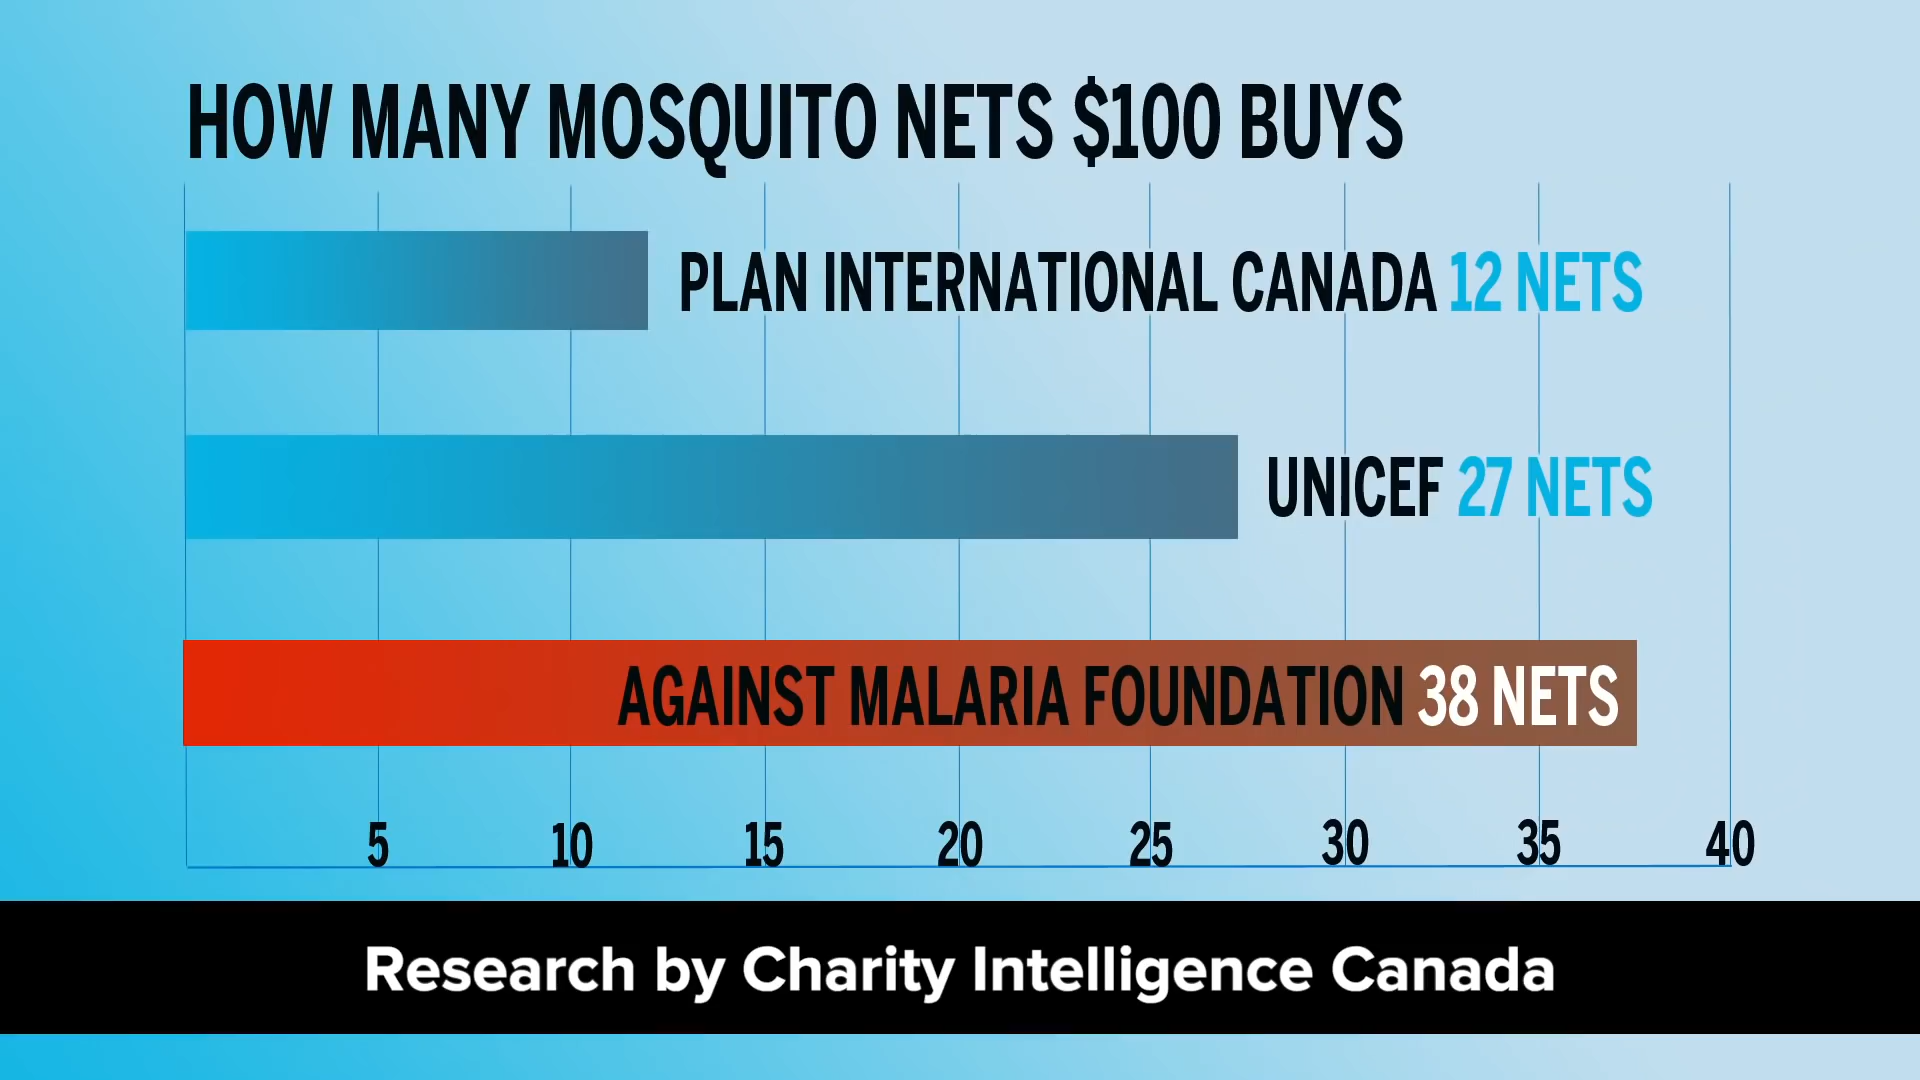 HOW MANY MOSQUITO NETS $100 BUYS
PLAN INTERNATIONAL CANADA 12 NETS
UNICEF 27 NETS
AGAINST MALARIA FOUNDATION 38 NETS
5 10 15 20 25 30 35 40
Research by Charity Intelligence Canada